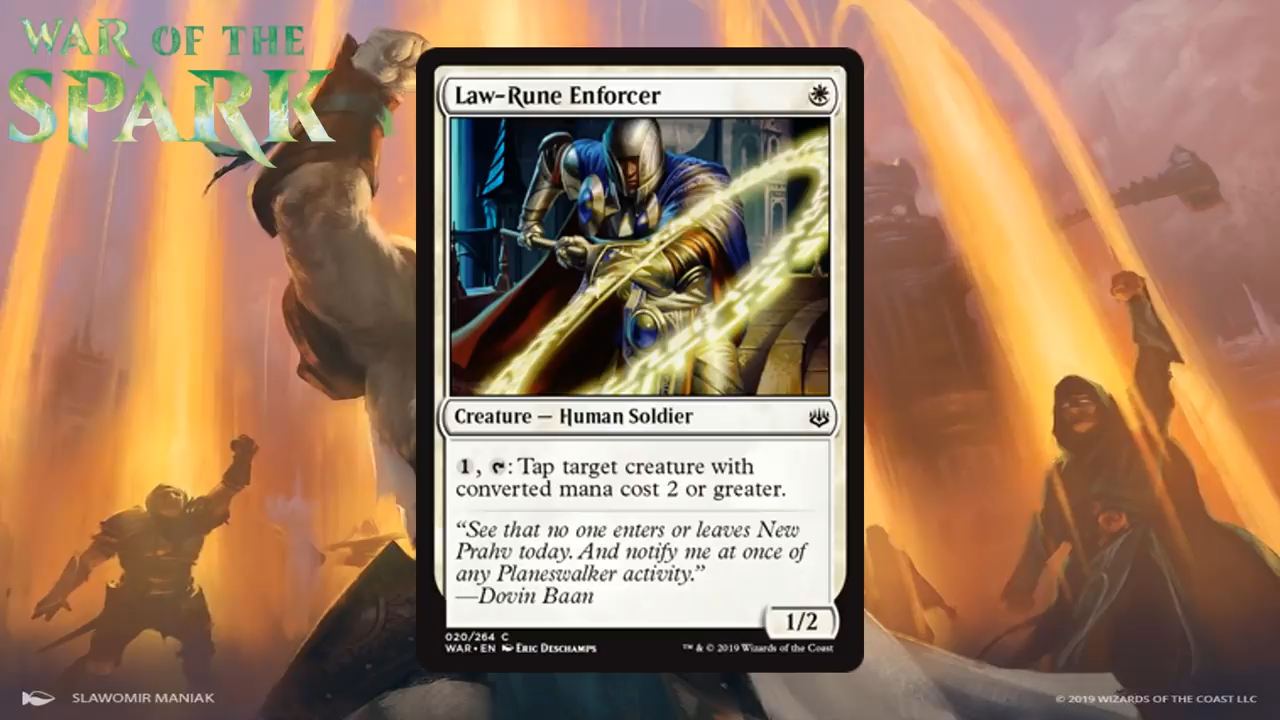 WAR OF THE
SPARK
Law-Rune Enforcer
Creature — Human Soldier
1, : Tap target creature with
converted mana cost 2 or greater.
“See that no one enters or leaves New
Prahv today. And notify me at once of
any Planeswalker activity.”
—Dovin Baan
1/2
020/264 C
WAR • EN Eric Deschamps
™ & © 2019 Wizards of the Coast
SLAWOMIR MANIAK
© 2019 WIZARDS OF THE COAST LLC